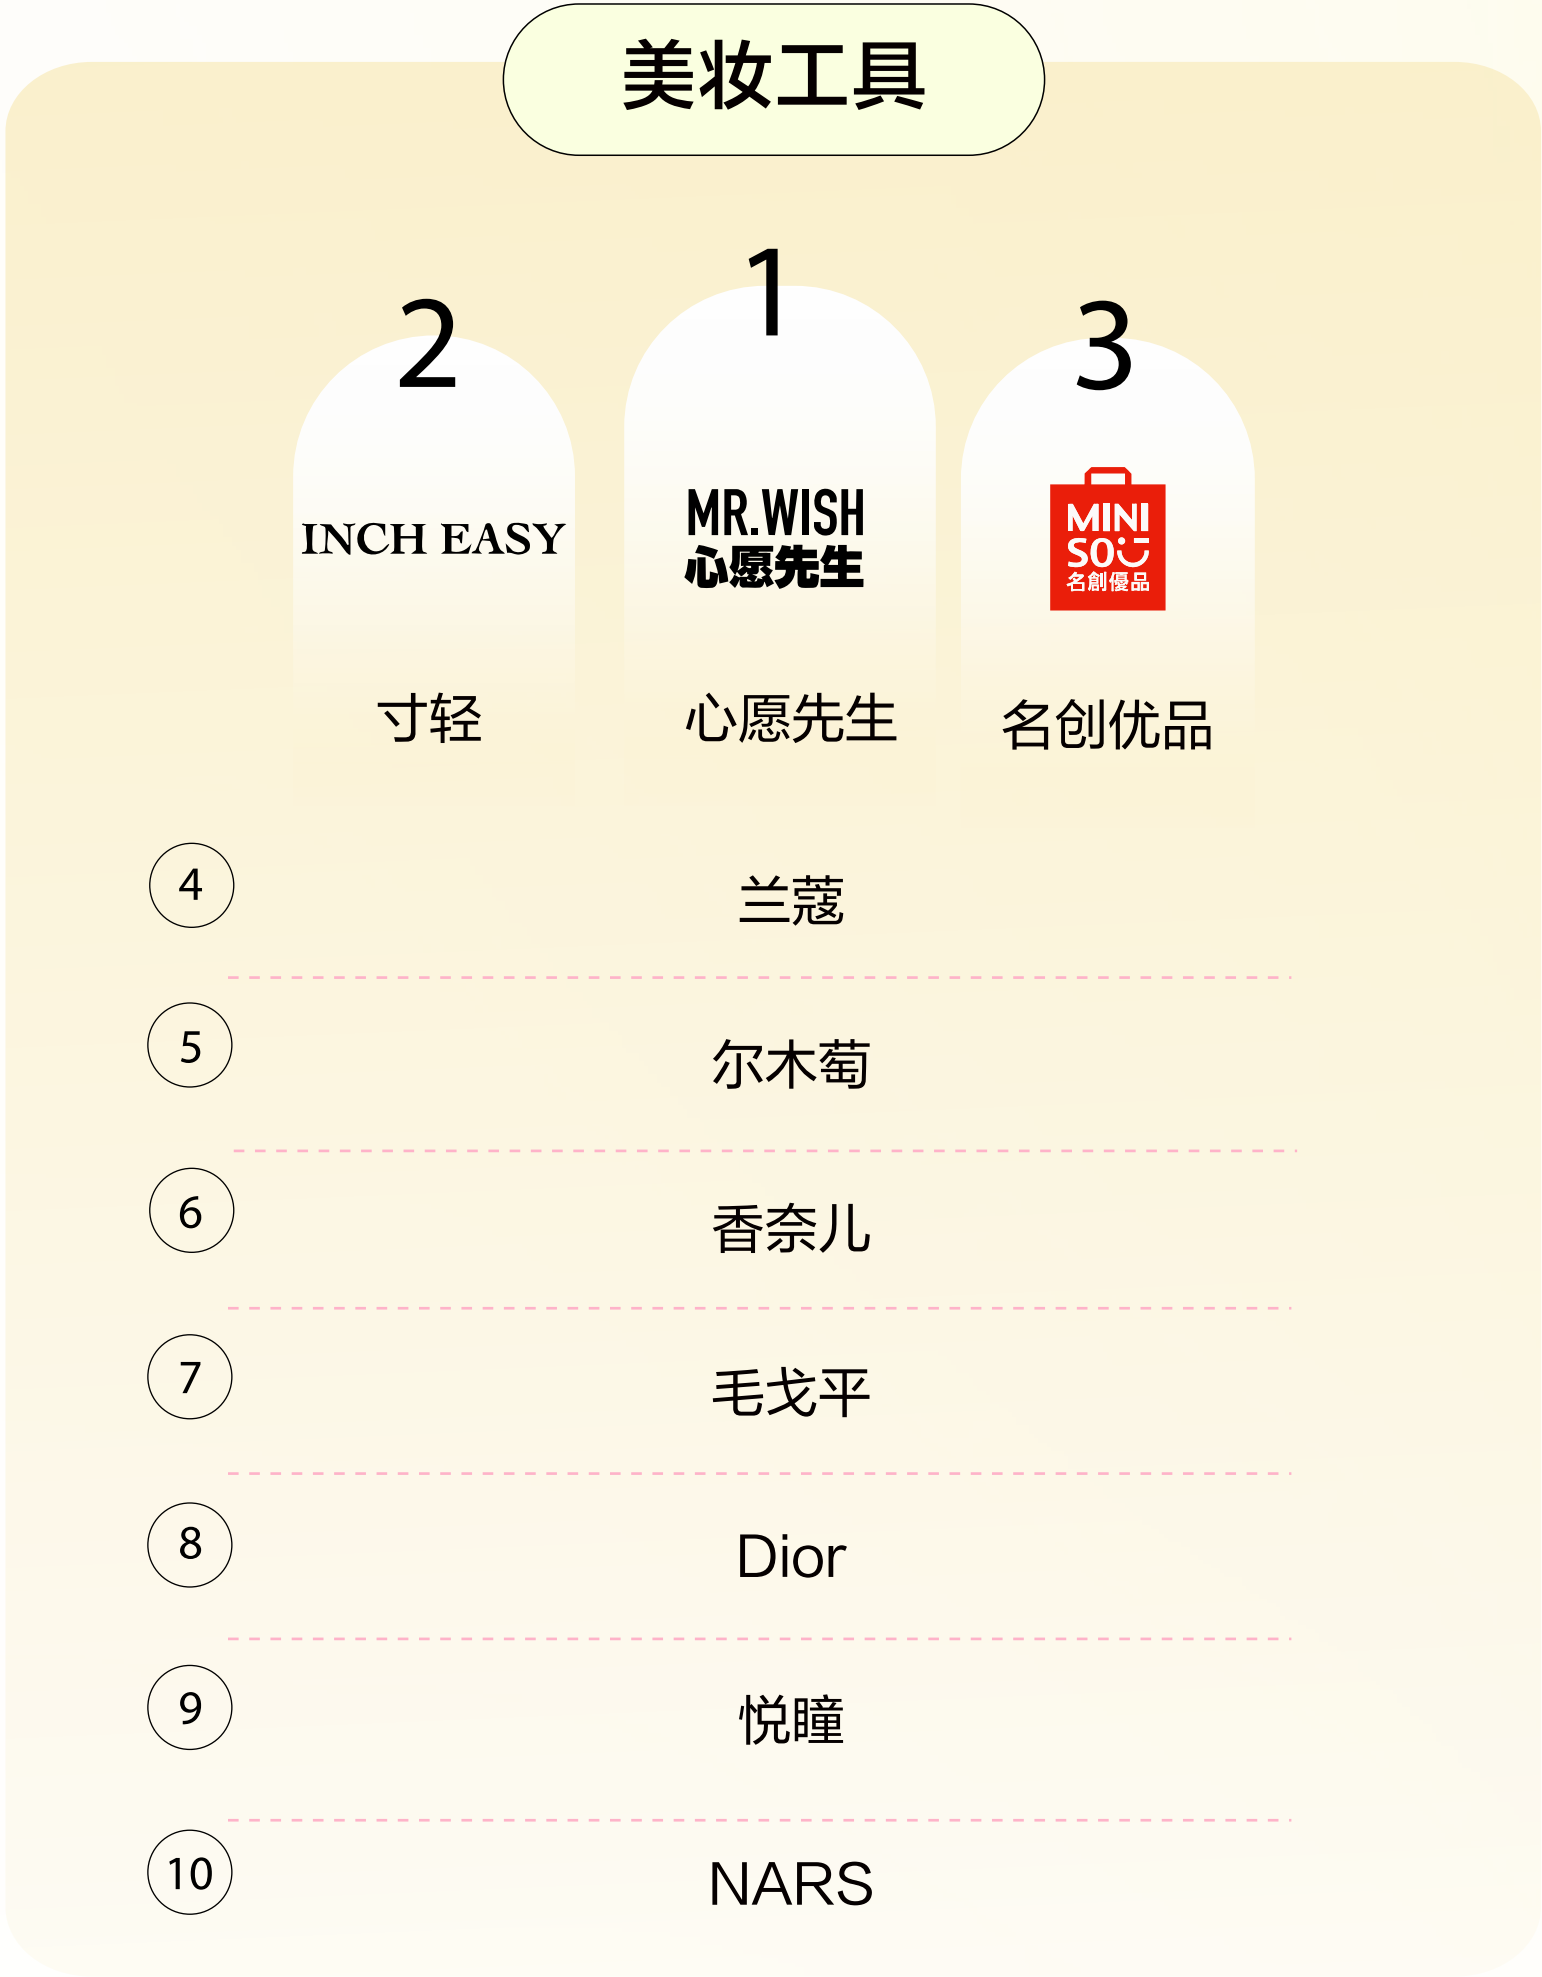 美妆工具
2
INCH EASY
寸轻
1
MR.WISH
心愿先生
心愿先生
3
MINI
SO
名創優品
名创优品
4
兰蔻
5
尔木萄
6
香奈儿
7
毛戈平
8
Dior
9
悦瞳
10
NARS